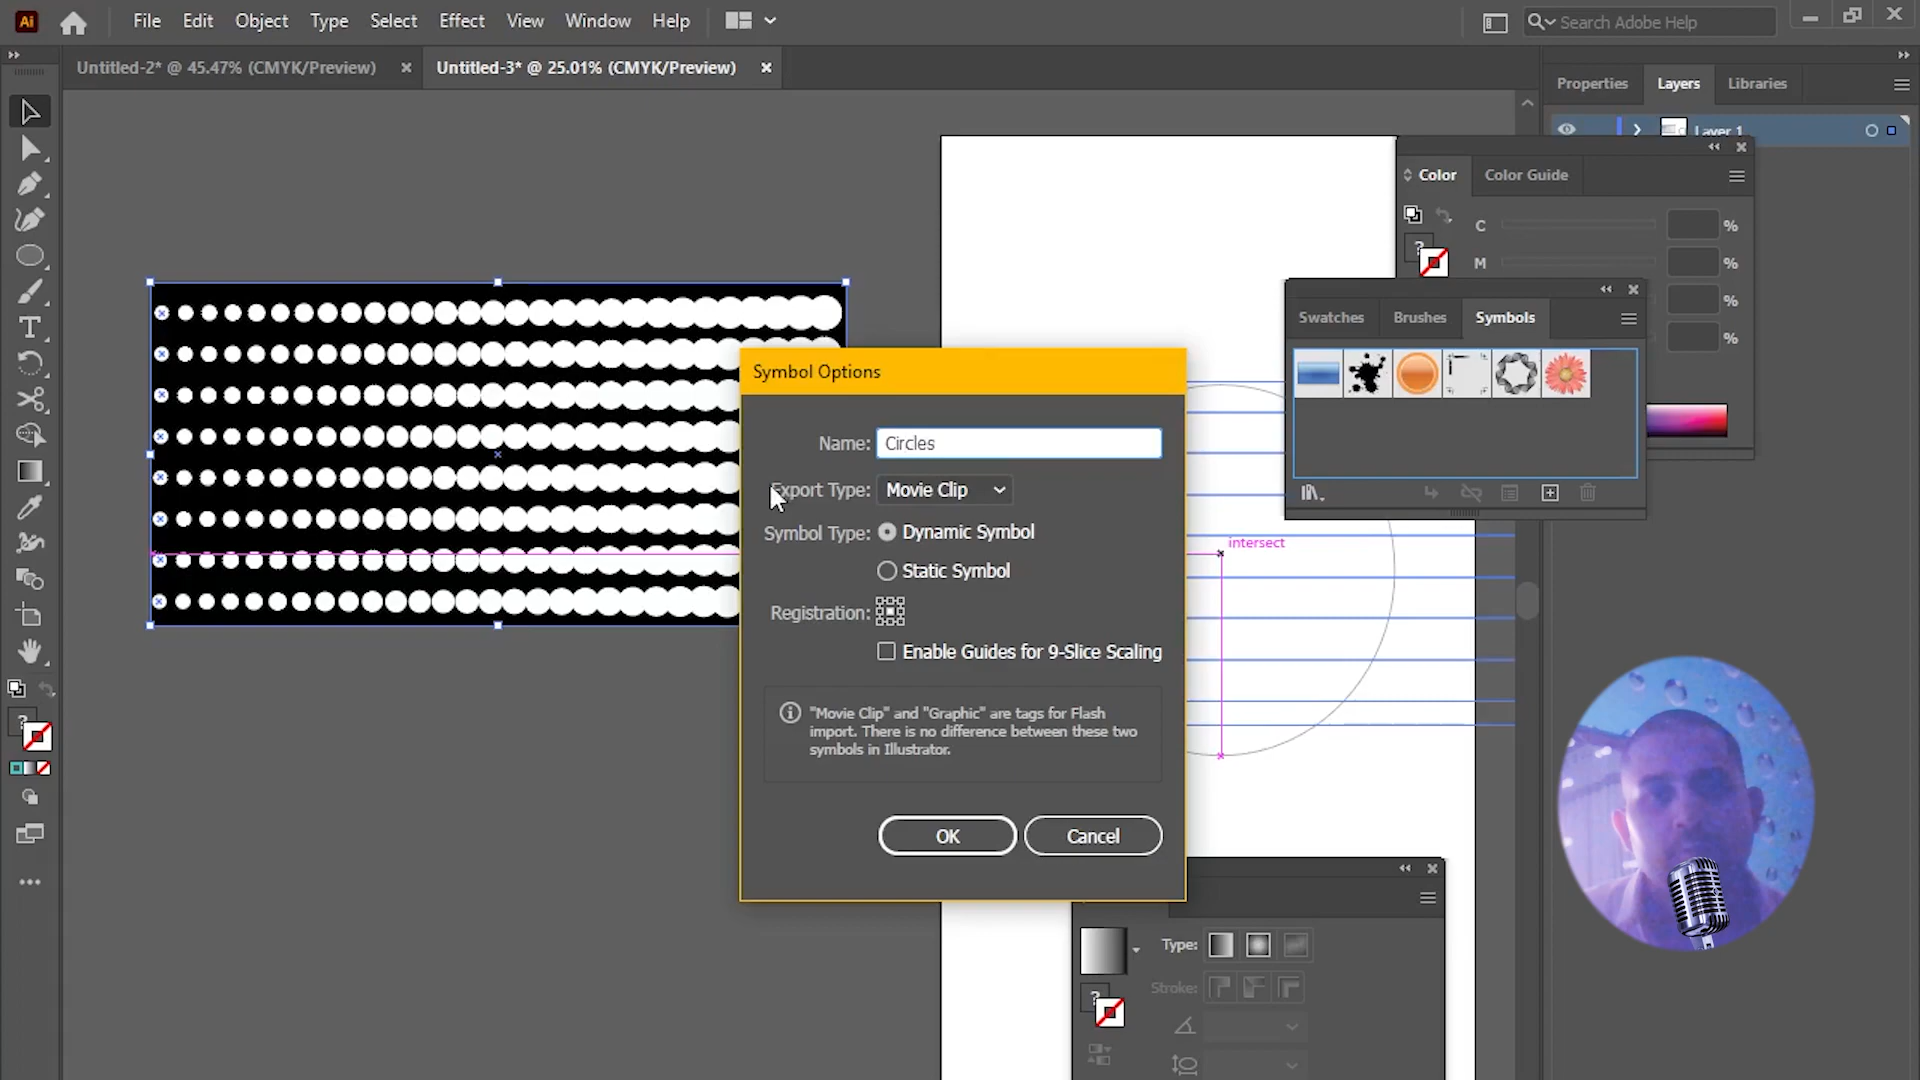 Ai
File Edit Object Type Select Effect View Window Help
Search Adobe Help
Untitled-2* @ 45.47% (CMYK/Preview)
Untitled-3* @ 25.01% (CMYK/Preview)
Properties Layers Libraries
Layer 1
Color Color Guide
C %
M %
%
%
Swatches Brushes Symbols
Symbol Options
Name: Circles
Export Type: Movie Clip
Symbol Type: Dynamic Symbol
Static Symbol
Registration:
Enable Guides for 9-Slice Scaling
"Movie Clip" and "Graphic" are tags for Flash
import. There is no difference between these two
symbols in Illustrator.
OK Cancel
intersect
Type:
Stroke: